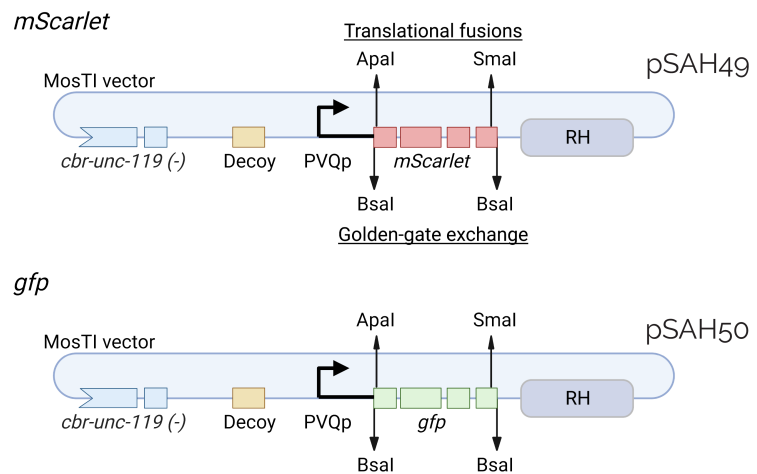 mScarlet
Translational fusions
ApaI SmaI
pSAH49
MosTI vector
RH
cbr-unc-119 (-) Decoy PVQp mScarlet
BsaI BsaI
Golden-gate exchange
gfp
ApaI SmaI
pSAH50
MosTI vector
RH
cbr-unc-119 (-) Decoy PVQp gfp
BsaI BsaI